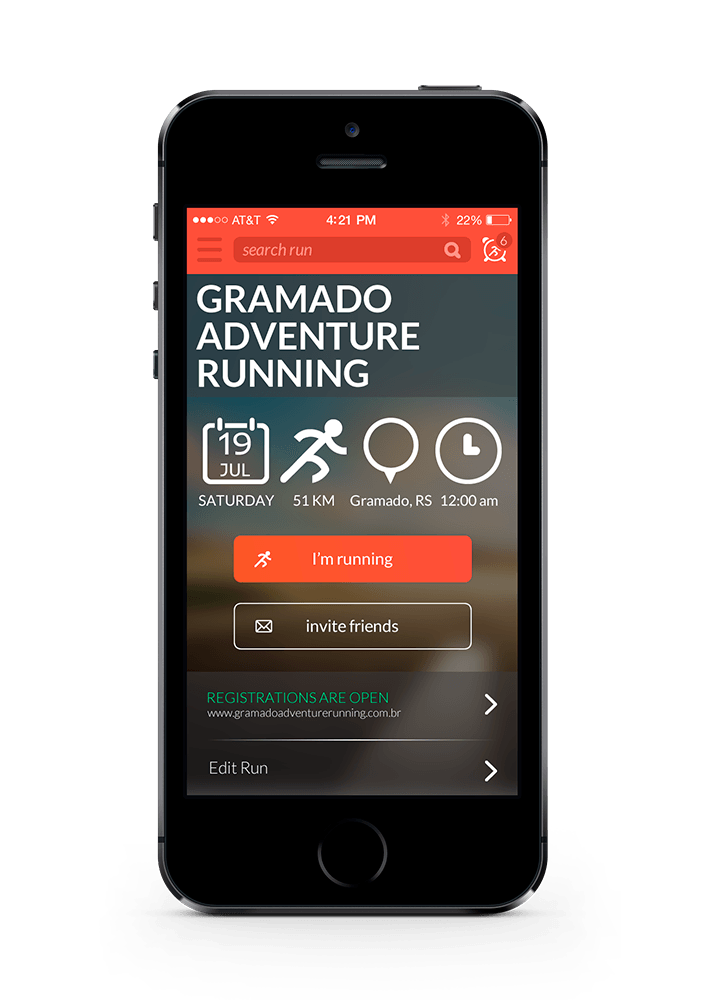 AT&T 4:21 PM 22%
search run 6
GRAMADO
ADVENTURE
RUNNING
19
JUL
SATURDAY 51 KM Gramado, RS 12:00 am
I'm running
invite friends
REGISTRATIONS ARE OPEN
www.gramadoadventurerunning.com.br
Edit Run